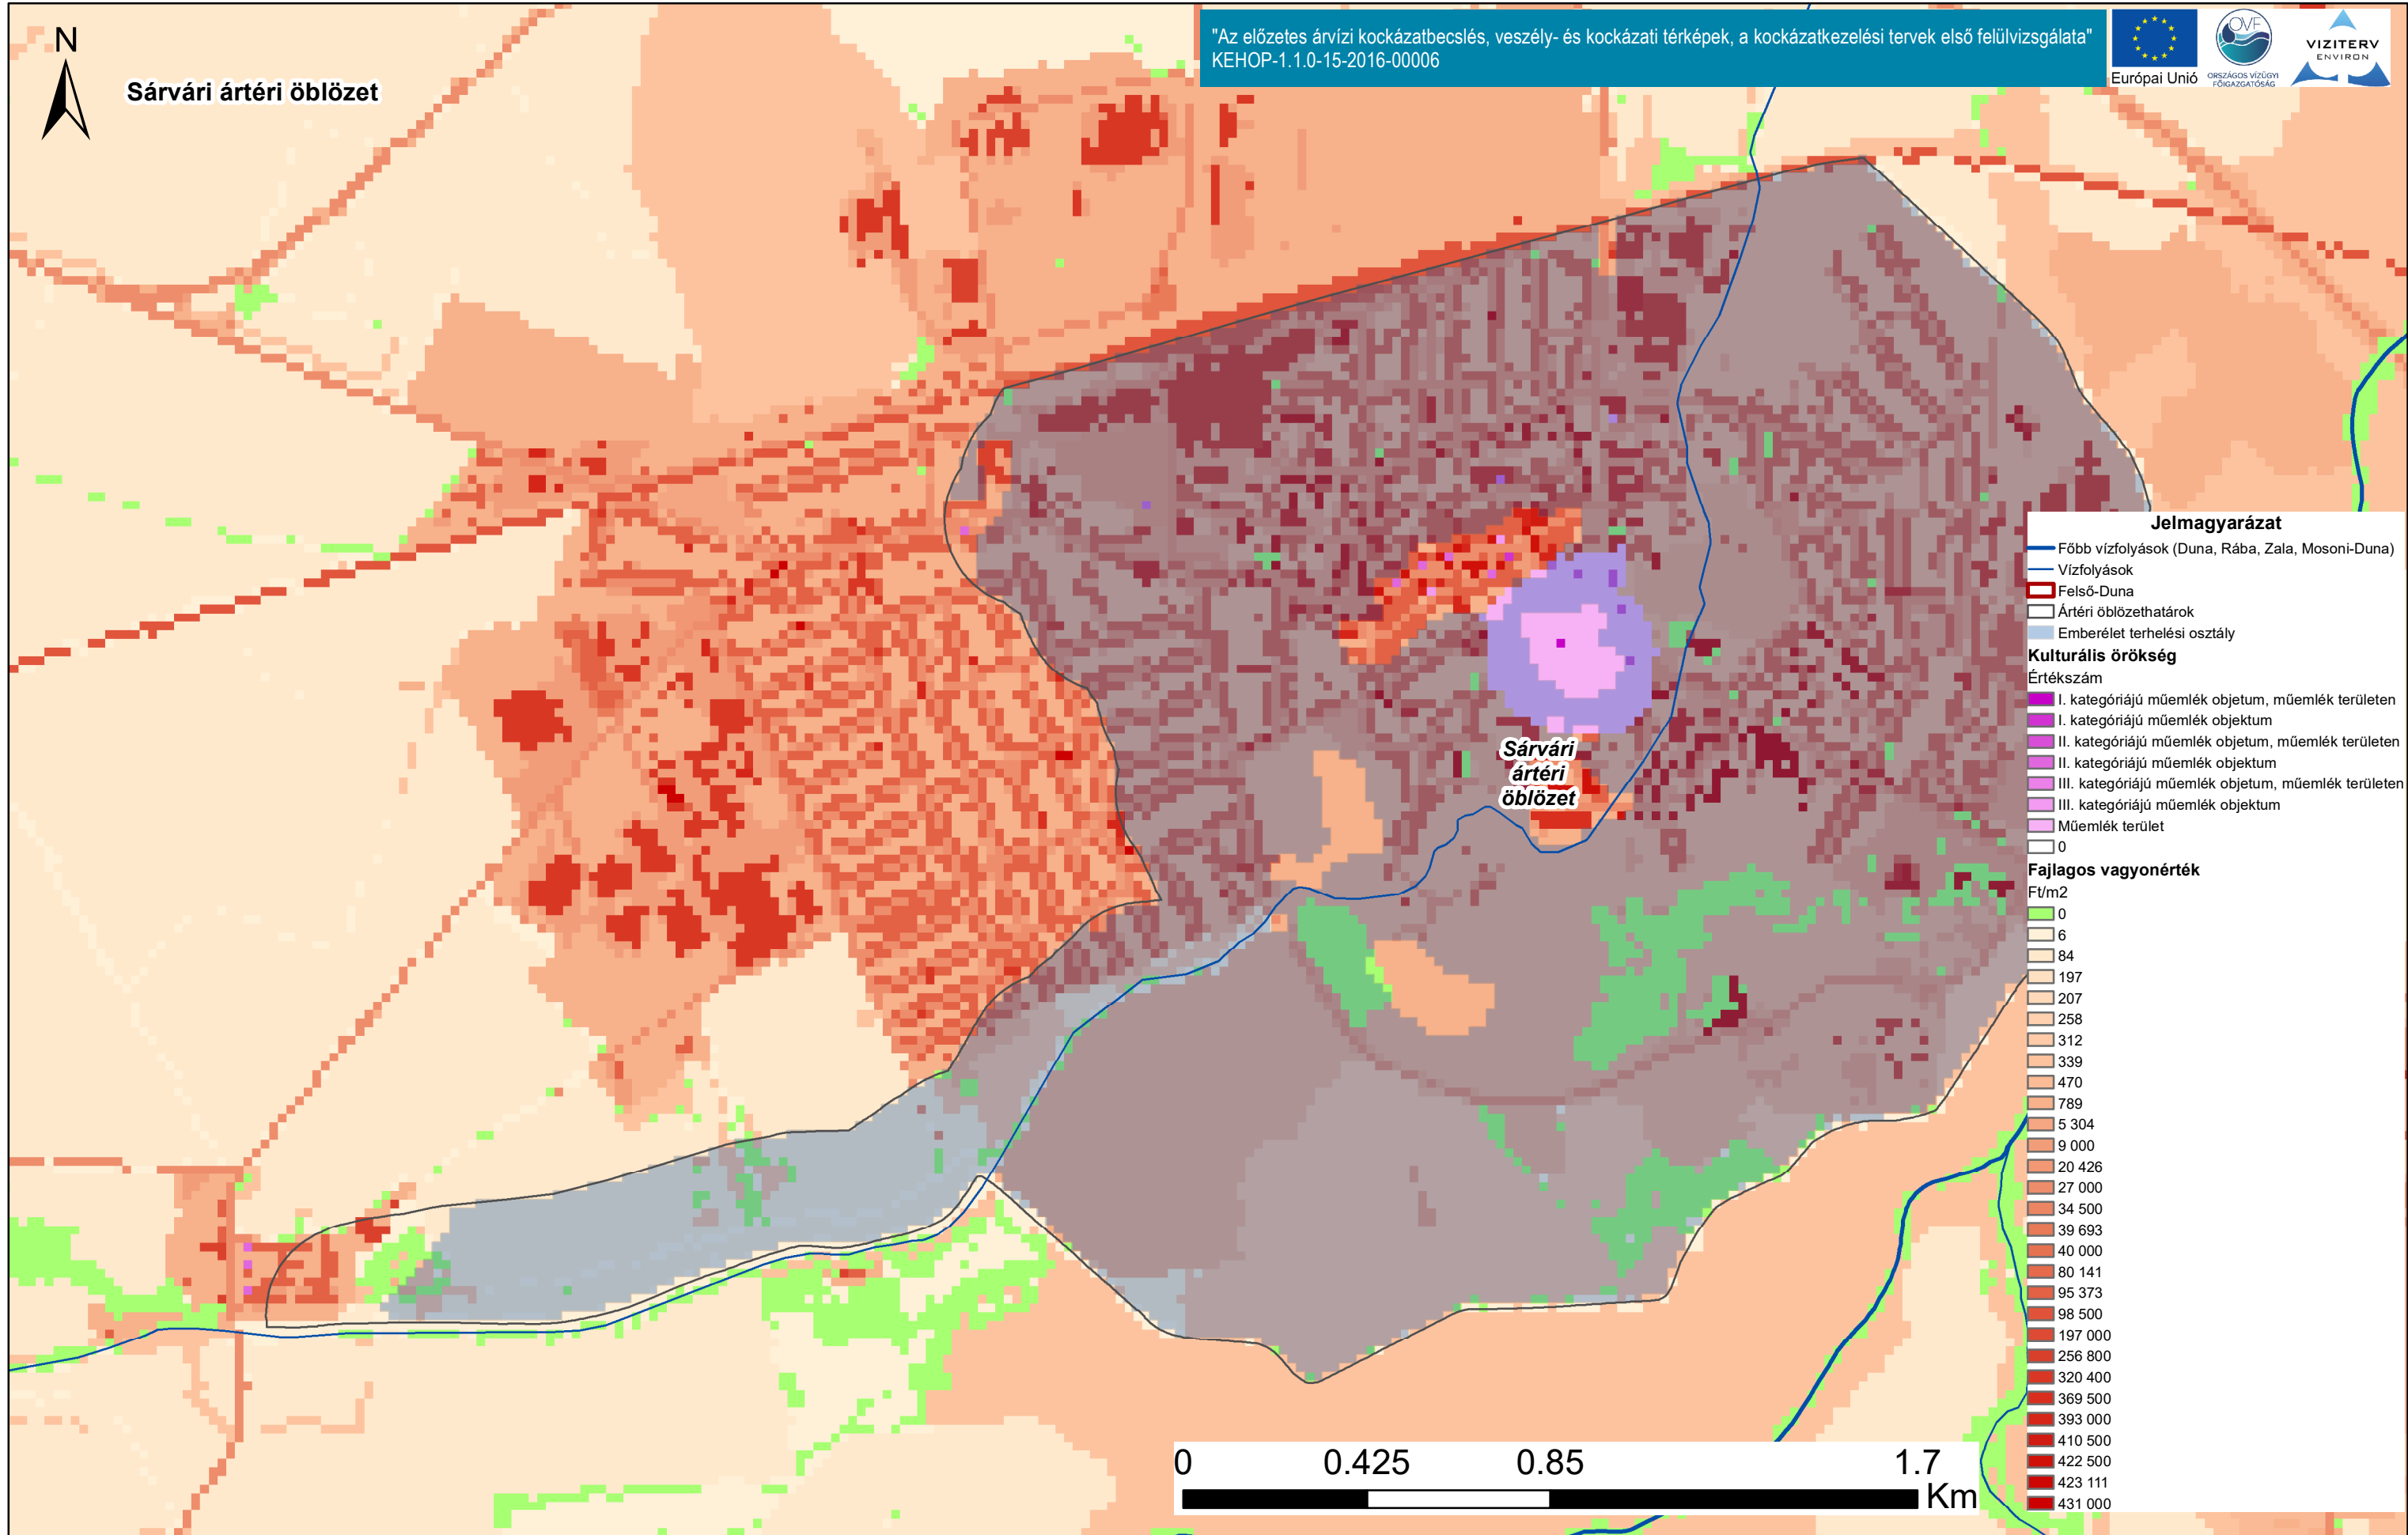 N
Sárvári ártéri öblözet
"Az előzetes árvízi kockázatbecslés, veszély- és kockázati térképek, a kockázatkezelési tervek első felülvizsgálata"
KEHOP-1.1.0-15-2016-00006
Európai Unió
OVF
ORSZÁGOS VÍZÜGYI
FŐIGAZGATÓSÁG
VIZITERV
ENVIRON
Sárvári
ártéri
öblözet
Jelmagyarázat
Főbb vízfolyások (Duna, Rába, Zala, Mosoni-Duna)
Vízfolyások
Felső-Duna
Ártéri öblözethatárok
Emberélet terhelési osztály
Kulturális örökség
Értékszám
I. kategóriájú műemlék objetum, műemlék területen
I. kategóriájú műemlék objektum
II. kategóriájú műemlék objetum, műemlék területen
II. kategóriájú műemlék objektum
III. kategóriájú műemlék objetum, műemlék területen
III. kategóriájú műemlék objektum
Műemlék terület
0
Fajlagos vagyonérték
Ft/m2
0
6
84
197
207
258
312
339
470
789
5 304
9 000
20 426
27 000
34 500
39 693
40 000
80 141
95 373
98 500
197 000
256 800
320 400
369 500
393 000
410 500
422 500
423 111
431 000
0 0.425 0.85 1.7
Km